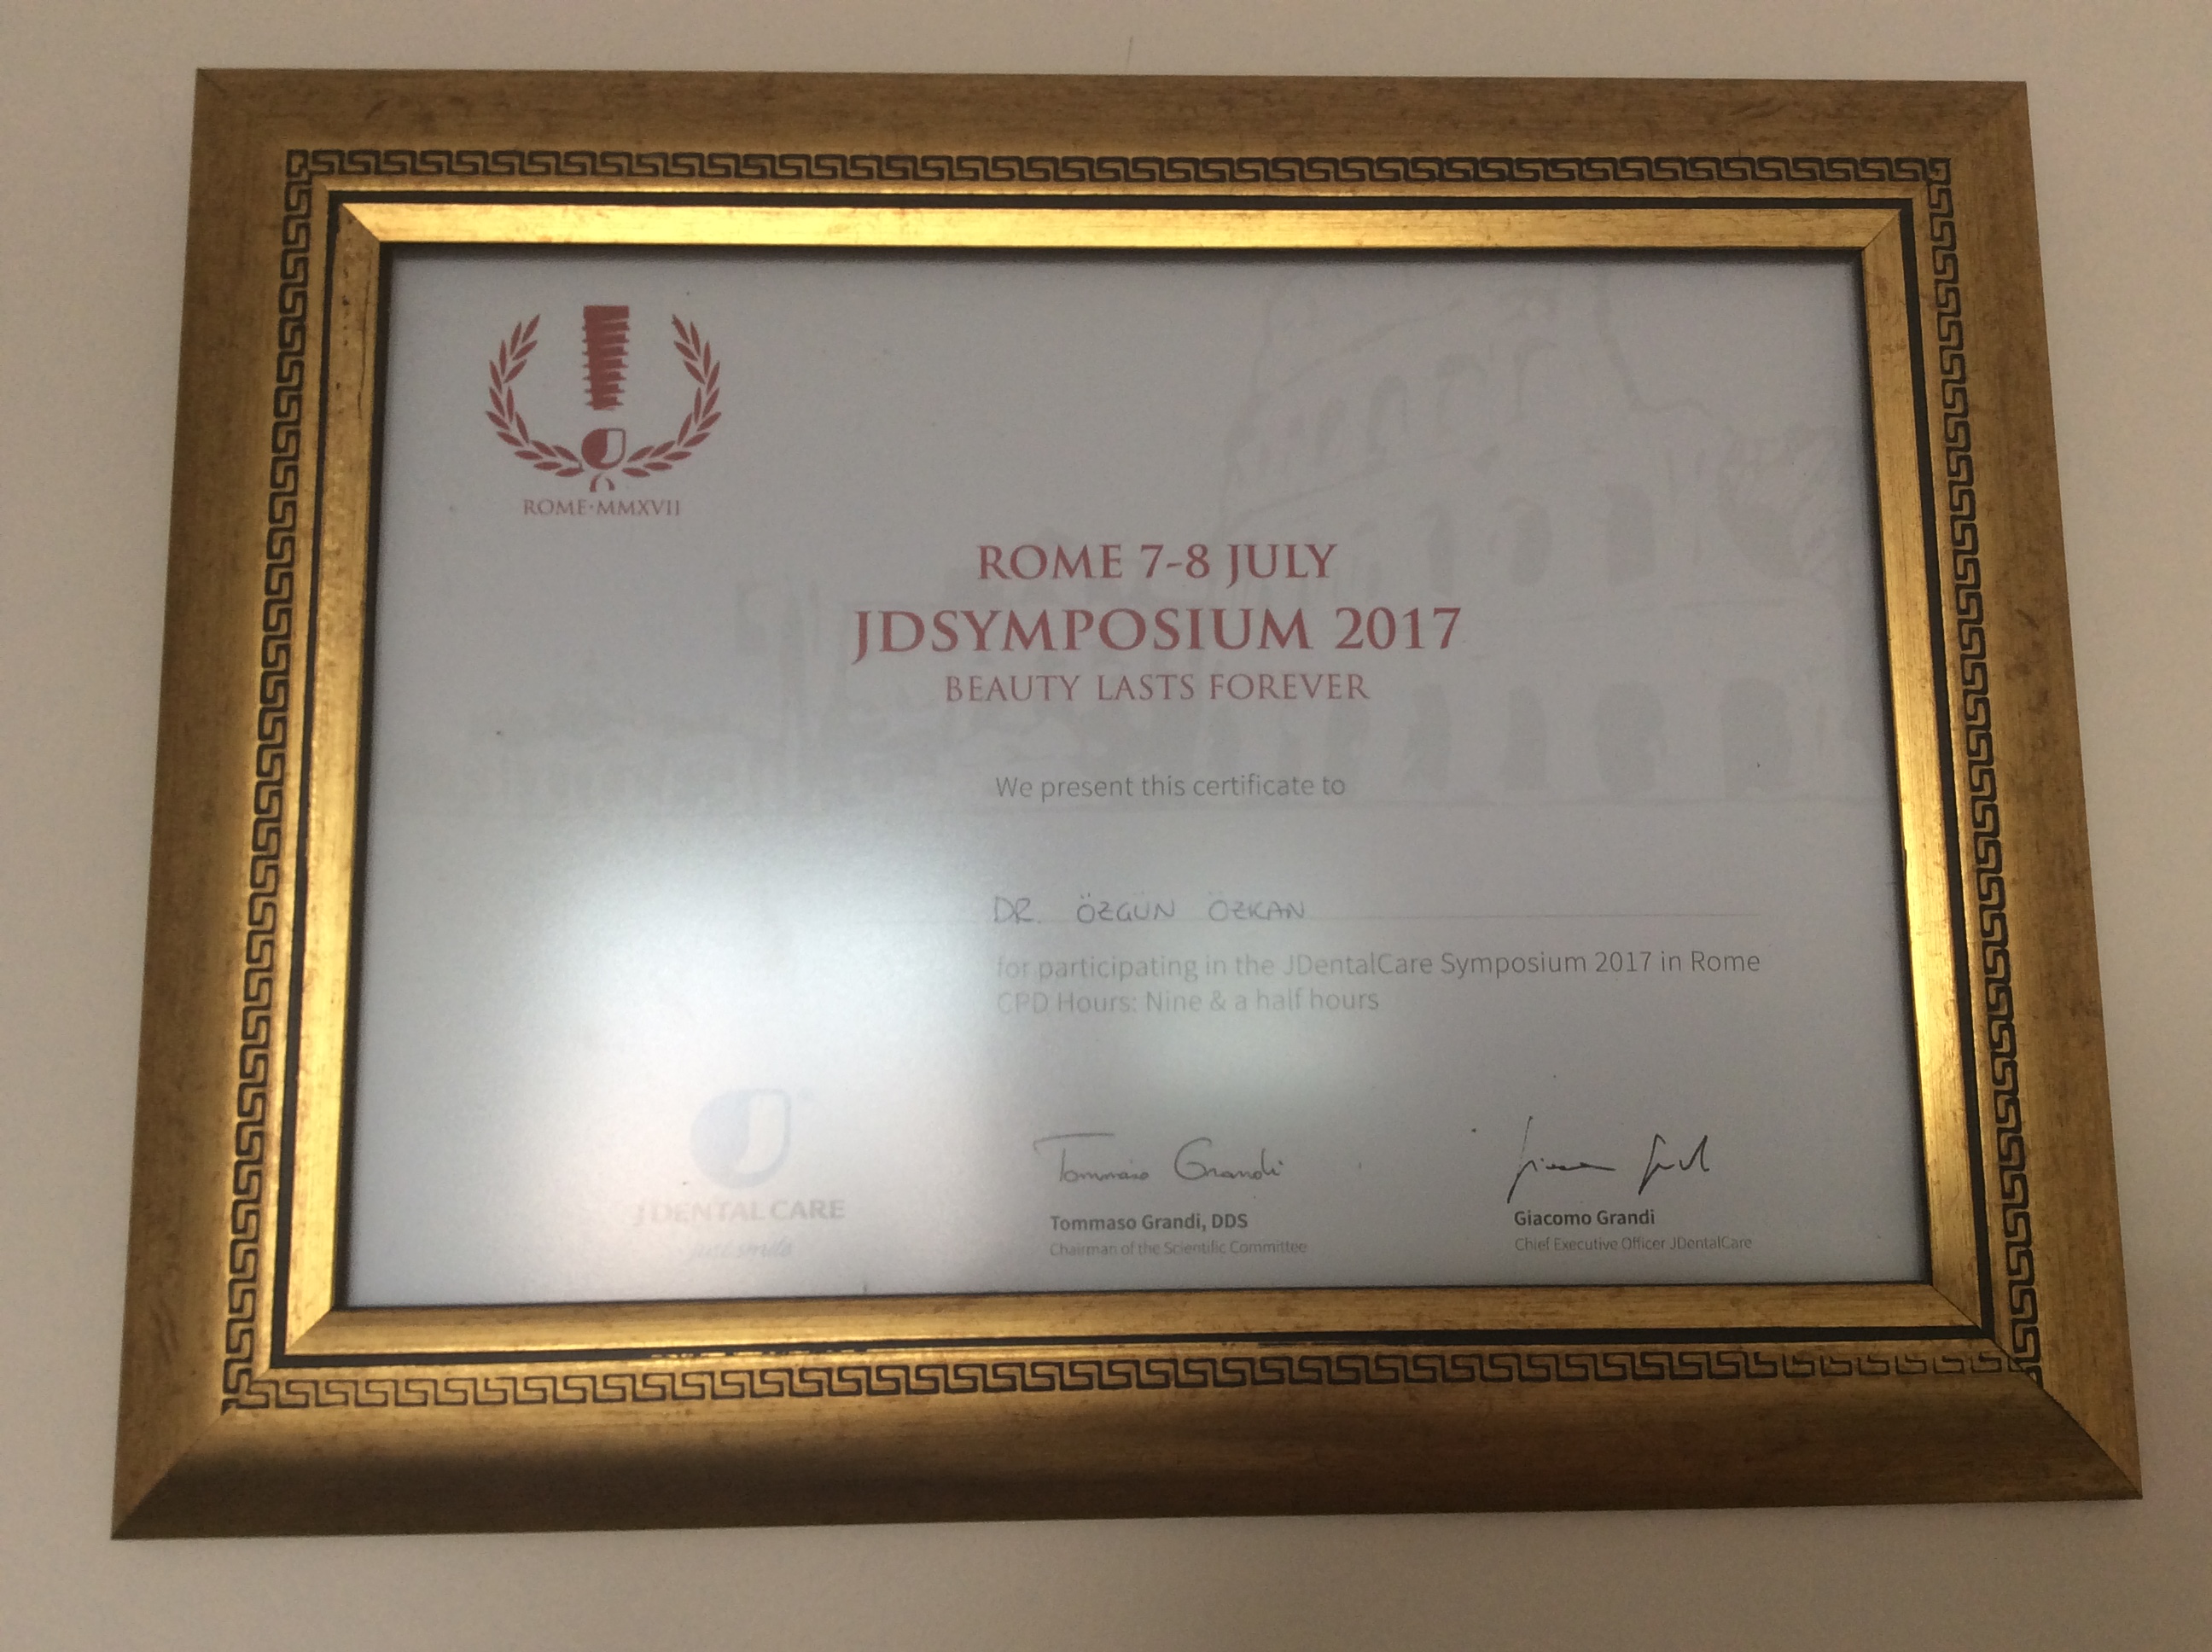 ROME·MMXVII
ROME 7-8 JULY
JDSYMPOSIUM 2017
BEAUTY LASTS FOREVER
We present this certificate to
DR. ÖZGÜN ÖZKAN
for participating in the JDentalCare Symposium 2017 in Rome
CPD Hours: Nine & a half hours
J
JDENTALCARE
just smile
Tommaso Grandi
Tommaso Grandi, DDS
Chairman of the Scientific Committee
Giacomo Grandi
Chief Executive Officer JDentalCare